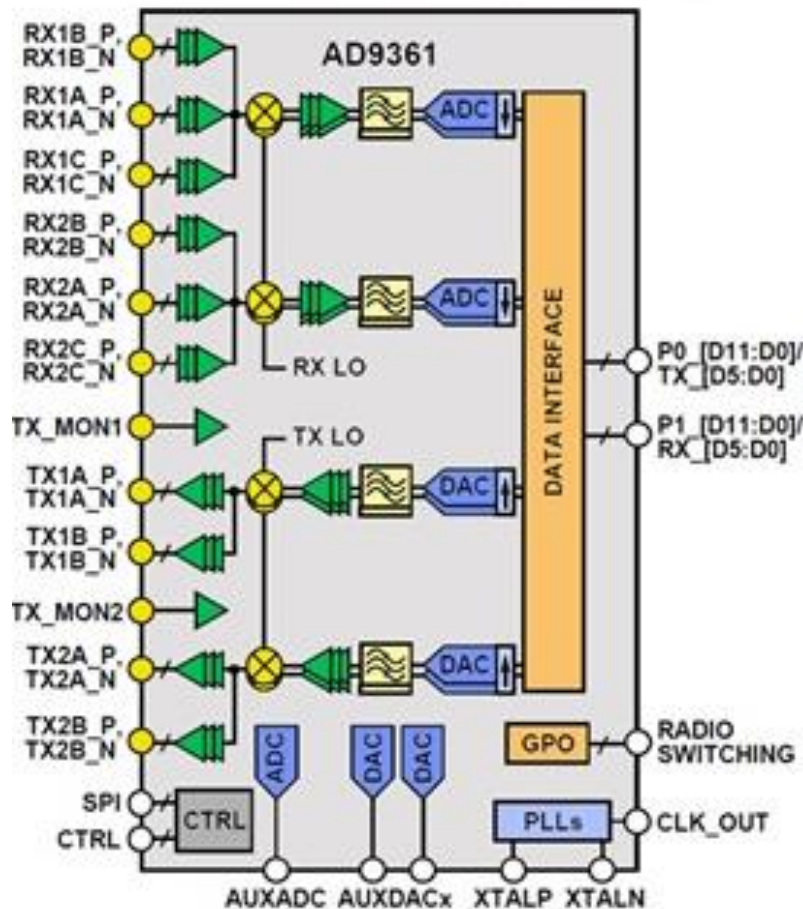 AD9361
RX1B_P,
RX1B_N
RX1A_P,
RX1A_N
RX1C_P,
RX1C_N
RX2B_P,
RX2B_N
RX2A_P,
RX2A_N
RX2C_P,
RX2C_N
TX_MON1
TX1A_P,
TX1A_N
TX1B_P,
TX1B_N
TX_MON2
TX2A_P,
TX2A_N
TX2B_P,
TX2B_N
SPI
CTRL
CTRL
ADC
ADC
RX LO
TX LO
DAC
DAC
DATA INTERFACE
P0_[D11:D0]/
TX_[D5:D0]
P1_[D11:D0]/
RX_[D5:D0]
ADC
DAC
DAC
GPO
RADIO
SWITCHING
PLLs
CLK_OUT
AUXADC
AUXDACx
XTALP
XTALN